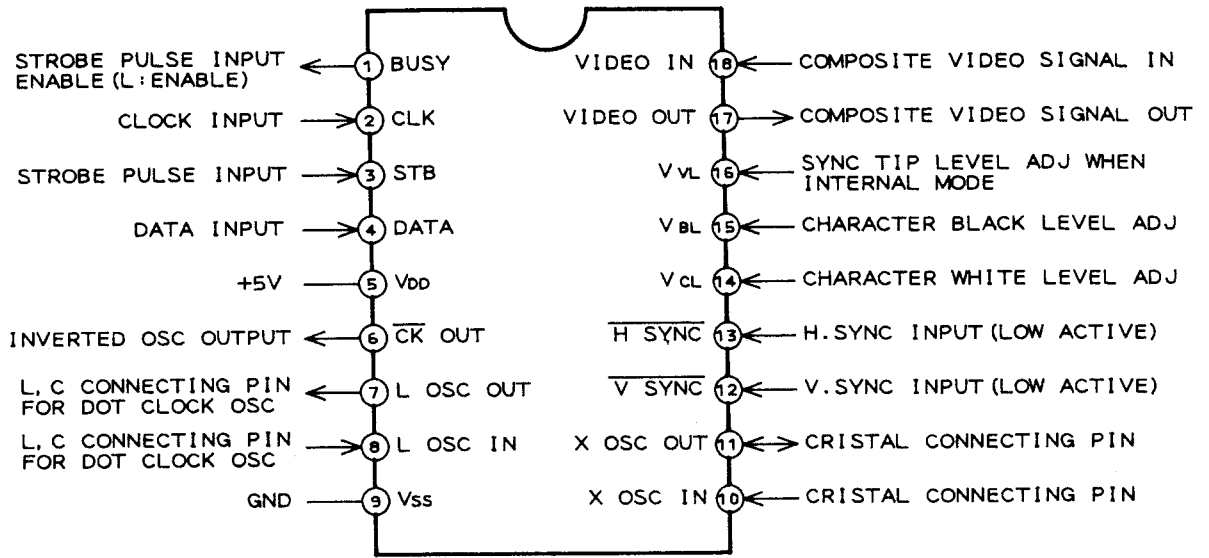 STROBE PULSE INPUT
ENABLE (L : ENABLE)
1 BUSY
CLOCK INPUT 2 CLK
STROBE PULSE INPUT 3 STB
DATA INPUT 4 DATA
+5V 5 VDD
INVERTED OSC OUTPUT 6 CK OUT
L, C CONNECTING PIN
FOR DOT CLOCK OSC
7 L OSC OUT
L, C CONNECTING PIN
FOR DOT CLOCK OSC
8 L OSC IN
GND 9 VSS
VIDEO IN 18 COMPOSITE VIDEO SIGNAL IN
VIDEO OUT 17 COMPOSITE VIDEO SIGNAL OUT
V VL 16 SYNC TIP LEVEL ADJ WHEN
INTERNAL MODE
V BL 15 CHARACTER BLACK LEVEL ADJ
V CL 14 CHARACTER WHITE LEVEL ADJ
H SYNC 13 H. SYNC INPUT (LOW ACTIVE)
V SYNC 12 V. SYNC INPUT (LOW ACTIVE)
X OSC OUT 11 CRISTAL CONNECTING PIN
X OSC IN 10 CRISTAL CONNECTING PIN